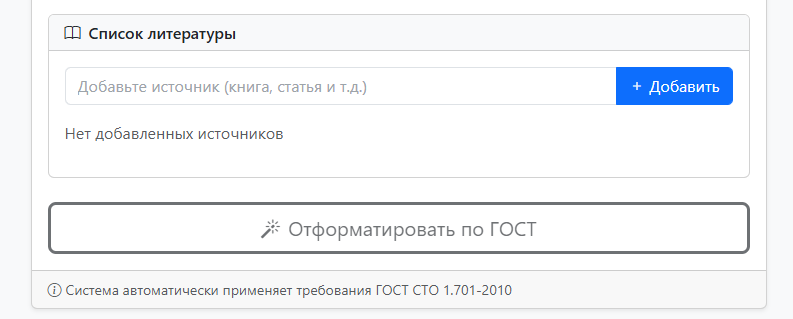 Список литературы
Добавьте источник (книга, статья и т.д.)
+ Добавить
Нет добавленных источников
Отформатировать по ГОСТ
Система автоматически применяет требования ГОСТ СТО 1.701-2010